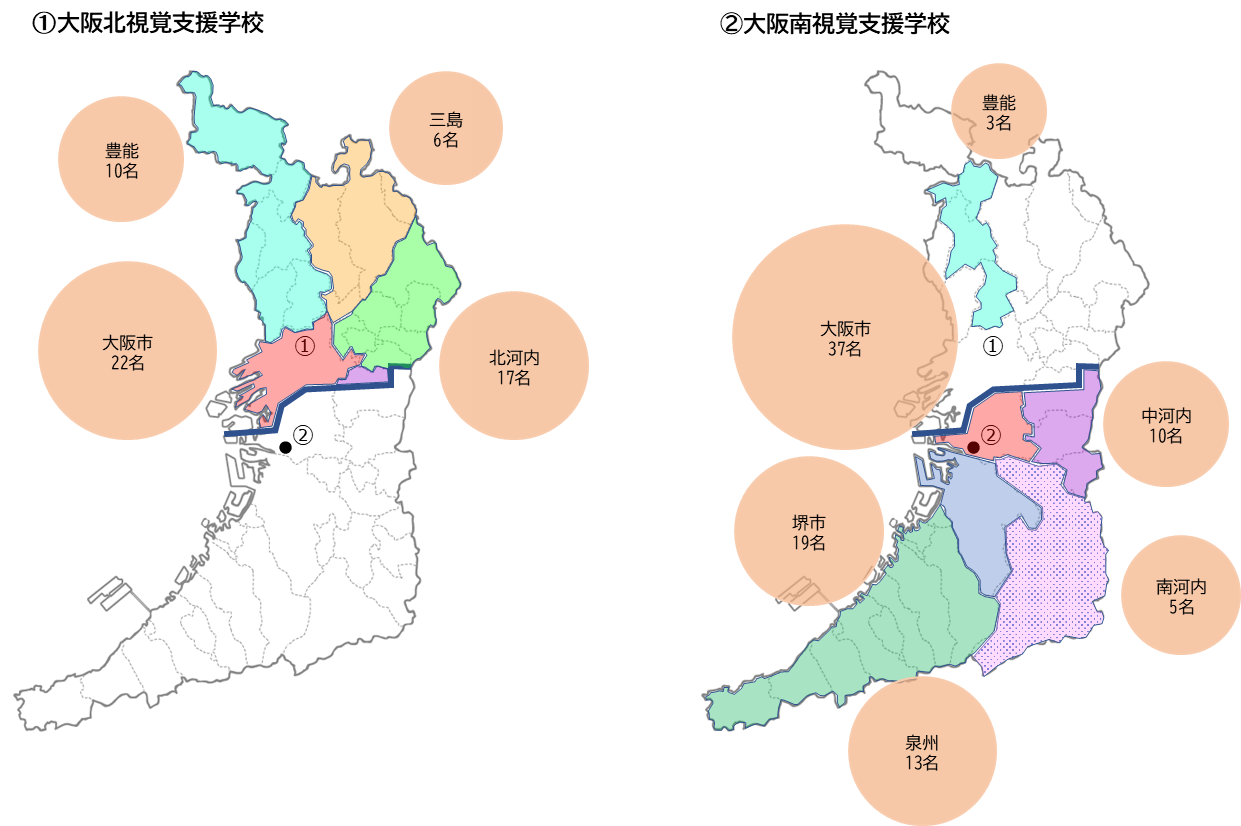 ①大阪北視覚支援学校
豊能
10名
三島
6名
大阪市
22名
北河内
17名
①
②
②大阪南視覚支援学校
豊能
3名
大阪市
37名
①
中河内
10名
②
堺市
19名
南河内
5名
泉州
13名